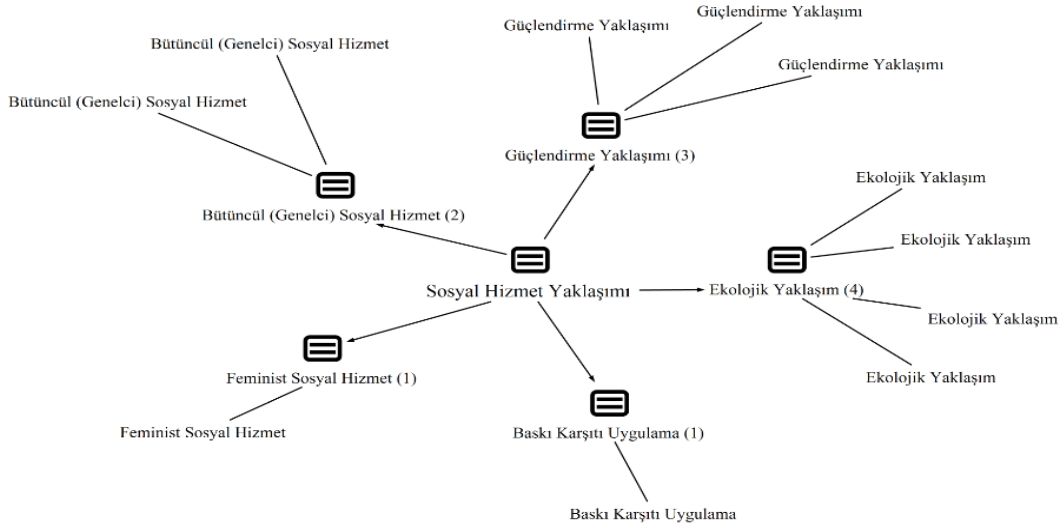 Güçlendirme Yaklaşımı
Güçlendirme Yaklaşımı
Bütüncül (Genelci) Sosyal Hizmet
Güçlendirme Yaklaşımı
Bütüncül (Genelci) Sosyal Hizmet
Güçlendirme Yaklaşımı (3)
Ekolojik Yaklaşım
Bütüncül (Genelci) Sosyal Hizmet (2)
Ekolojik Yaklaşım
Sosyal Hizmet Yaklaşımı
Ekolojik Yaklaşım (4)
Ekolojik Yaklaşım
Feminist Sosyal Hizmet (1)
Ekolojik Yaklaşım
Feminist Sosyal Hizmet
Baskı Karşıtı Uygulama (1)
Baskı Karşıtı Uygulama